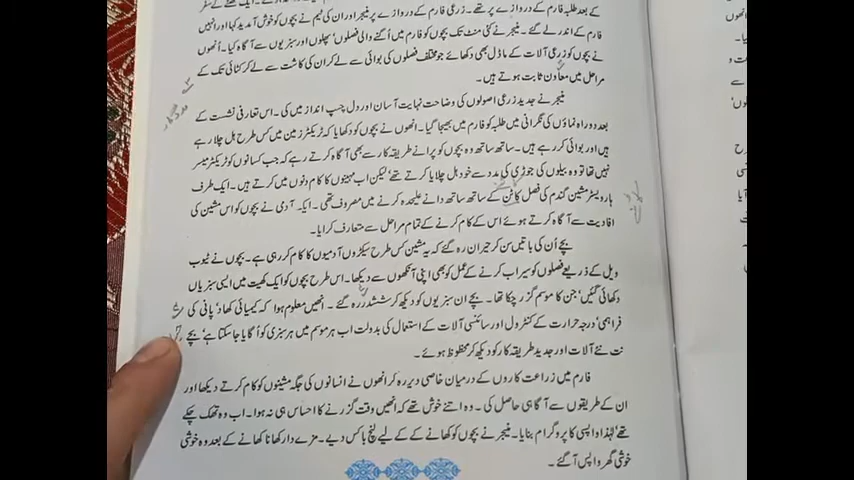 کے بعد طلبہ فارم کے دروازے پر تھے۔ زرعی فارم کے دروازے پر منیجر اور ان کی ٹیم نے بچوں کو خوش آمدید کہا اور انہیں
فارم کے اندر لے گئے۔ منیجر نے کئی منٹ تک بچوں کو فارم میں اُگنے والی فصلوں، پھلوں اور سبزیوں سے آگاہ کیا۔ اُنھوں
نے بچوں کو زرعی آلات کے ماڈل بھی دکھائے جو مختلف فصلوں کی بوائی سے لے کر ان کی کاشت سے لے کر کٹائی تک کے
مراحل میں معاون ثابت ہوتے ہیں۔
منیجر نے جدید زرعی اصولوں کی وضاحت نہایت آسان اور دل چسپ انداز میں کی۔ اس تعارفی نشست کے
بعد دو راہ نماؤں کی نگرانی میں طلبہ کو فارم میں بھیجا گیا۔ انھوں نے بچوں کو دکھایا کہ ٹریکٹر زمین میں کس طرح ہل چلا رہے
ہیں اور بوائی کر رہے ہیں۔ ساتھ ساتھ وہ بچوں کو پرانے طریقہ کار سے بھی آگاہ کرتے رہے کہ جب کسانوں کو ٹریکٹر میسر
نہیں تھا تو وہ بیلوں کی جوڑی کی مدد سے خود ہل چلایا کرتے تھے لیکن اب مہینوں کا کام دنوں میں کرتے ہیں۔ ایک طرف
ہارویسٹر مشین گندم کی فصل کاٹنے کے ساتھ ساتھ دانے علیحدہ کرنے میں مصروف تھی۔ ایک آدمی نے بچوں کو اس مشین کی
افادیت سے آگاہ کرتے ہوئے اس کے کام کرنے کے تمام مراحل سے متعارف کرایا۔
بچے اُن کی باتیں سن کر حیران رہ گئے کہ یہ مشین کس طرح سیکڑوں آدمیوں کا کام کر رہی ہے۔ بچوں نے ٹیوب
ویل کے ذریعے فصلوں کو سیراب کرنے کے عمل کو بھی اپنی آنکھوں سے دیکھا۔ اس طرح بچوں کو ایک کھیت میں ایسی سبزیاں
دکھائی گئیں، جن کا موسم گزر چکا تھا۔ بچے ان سبزیوں کو دیکھ کر ششدر رہ گئے۔ انھیں معلوم ہوا کہ کیمیائی کھاد، پانی کی
فراہمی، درجہ حرارت کے کنٹرول اور سائنسی آلات کے استعمال کی بدولت اب ہر موسم میں ہر سبزی کو اُگایا جا سکتا ہے، بچے
نت نئے آلات اور جدید طریقہ کار کو دیکھ کر محظوظ ہوئے۔
فارم میں زراعت کاروں کے درمیان خاصی دیر رہ کر انھوں نے انسانوں کی جگہ مشینوں کو کام کرتے دیکھا اور
ان کے طریقوں سے آگاہی حاصل کی۔ وہ اتنے خوش تھے کہ انھیں وقت گزرنے کا احساس ہی نہ ہوا۔ اب وہ تھک چکے
تھے، لہٰذا واپسی کا پروگرام بنایا۔ منیجر نے بچوں کو کھانے کے کے لیے لنچ باکس دیے۔ مزے دار کھانا کھانے کے بعد وہ خوشی
خوشی گھر واپس آ گئے۔